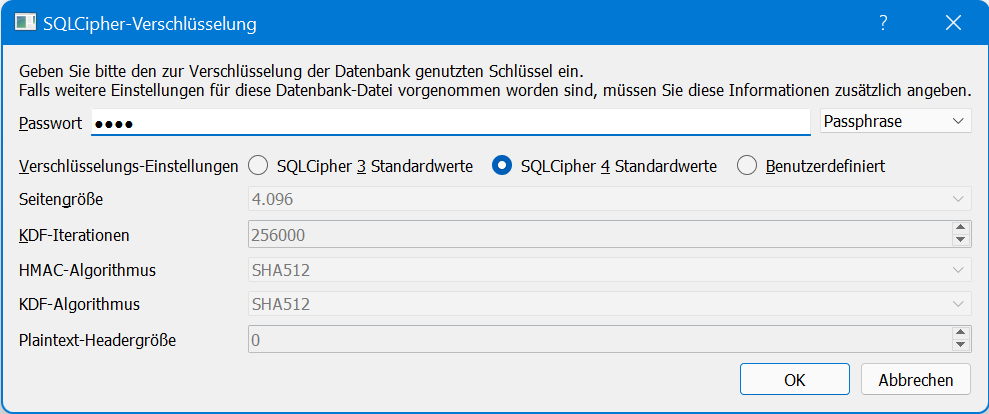 SQLCipher-Verschlüsselung ?
Geben Sie bitte den zur Verschlüsselung der Datenbank genutzten Schlüssel ein.
Falls weitere Einstellungen für diese Datenbank-Datei vorgenommen worden sind, müssen Sie diese Informationen zusätzlich angeben.
Passwort ●●●● Passphrase
Verschlüsselungs-Einstellungen SQLCipher 3 Standardwerte SQLCipher 4 Standardwerte Benutzerdefiniert
Seitengröße 4.096
KDF-Iterationen 256000
HMAC-Algorithmus SHA512
KDF-Algorithmus SHA512
Plaintext-Headergröße 0
OK Abbrechen